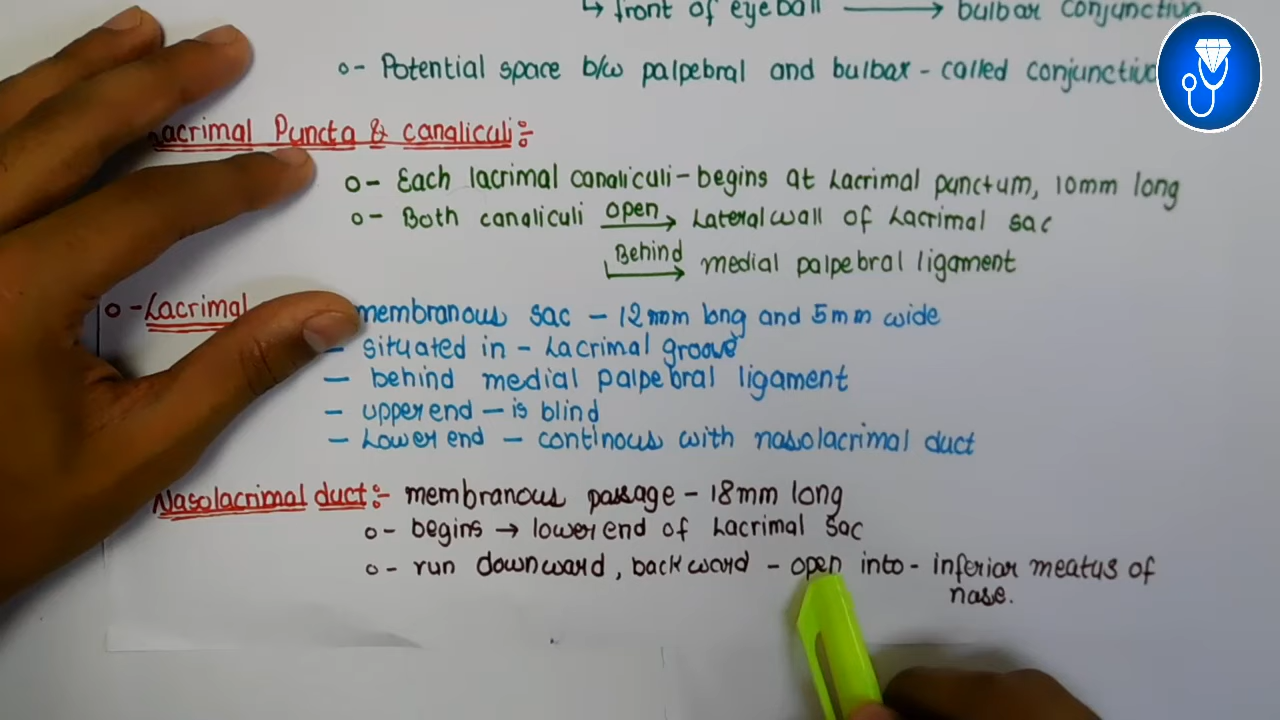 ↳ front of eyeball → bulbar conjunctiva
o- Potential space b/w palpebral and bulbar - called conjunctiva
Lacrimal Puncta & canaliculi:-
o- Each lacrimal canaliculi - begins at Lacrimal punctum, 10mm long
o- Both canaliculi open → Lateral wall of Lacrimal sac
Behind → medial palpebral ligament
o- Lacrimal membranous sac - 12mm long and 5mm wide
- situated in - Lacrimal groove
- behind medial palpebral ligament
- upper end - is blind
- Lower end - continous with nasolacrimal duct
Nasolacrimal duct:- membranous passage - 18mm long
o- begins → lower end of Lacrimal sac
o- run downward, backward - open into - inferior meatus of
nase.